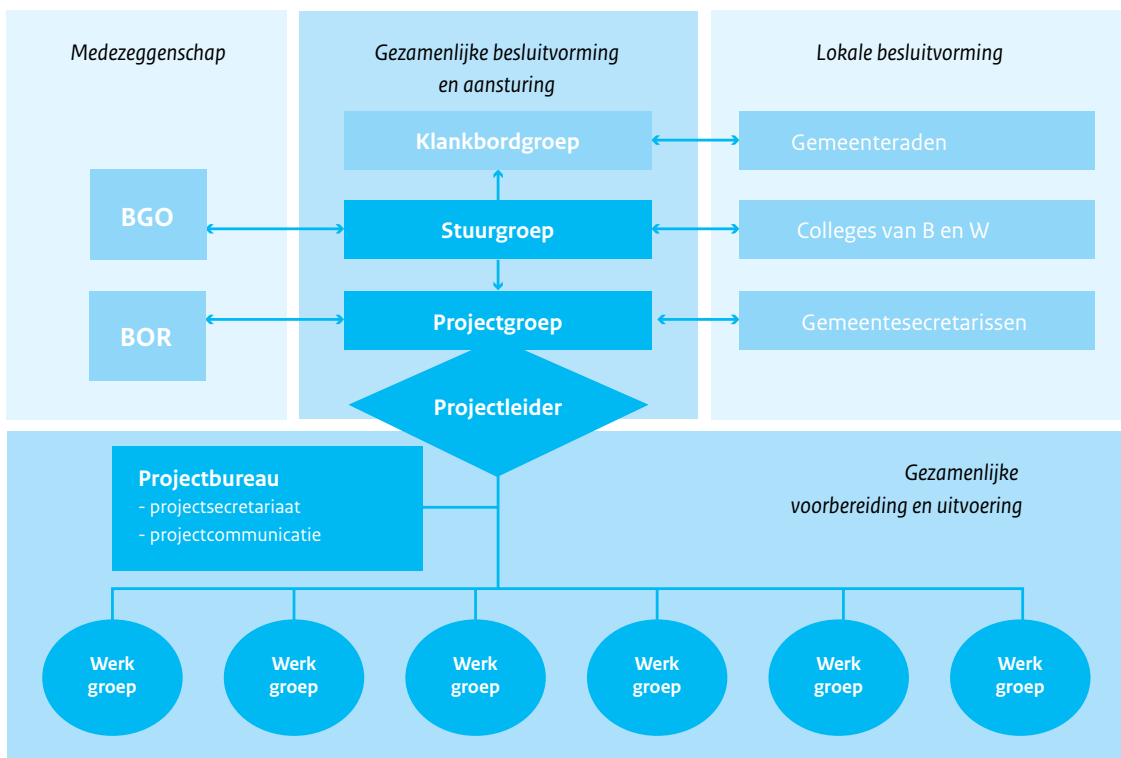 Medezeggenschap
Gezamenlijke besluitvorming
en aansturing
Lokale besluitvorming
Klankbordgroep
Gemeenteraden
BGO
Stuurgroep
Colleges van B en W
BOR
Projectgroep
Gemeentesecretarissen
Projectleider
Projectbureau
- projectsecretariaat
- projectcommunicatie
Gezamenlijke
voorbereiding en uitvoering
Werk
groep
Werk
groep
Werk
groep
Werk
groep
Werk
groep
Werk
groep